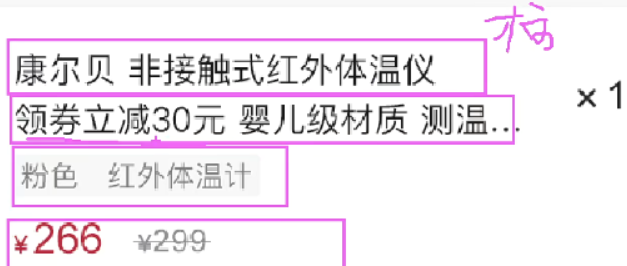 康尔贝 非接触式红外体温仪
× 1
领券立减30元 婴儿级材质 测温...
粉色 红外体温计
¥266 ¥299